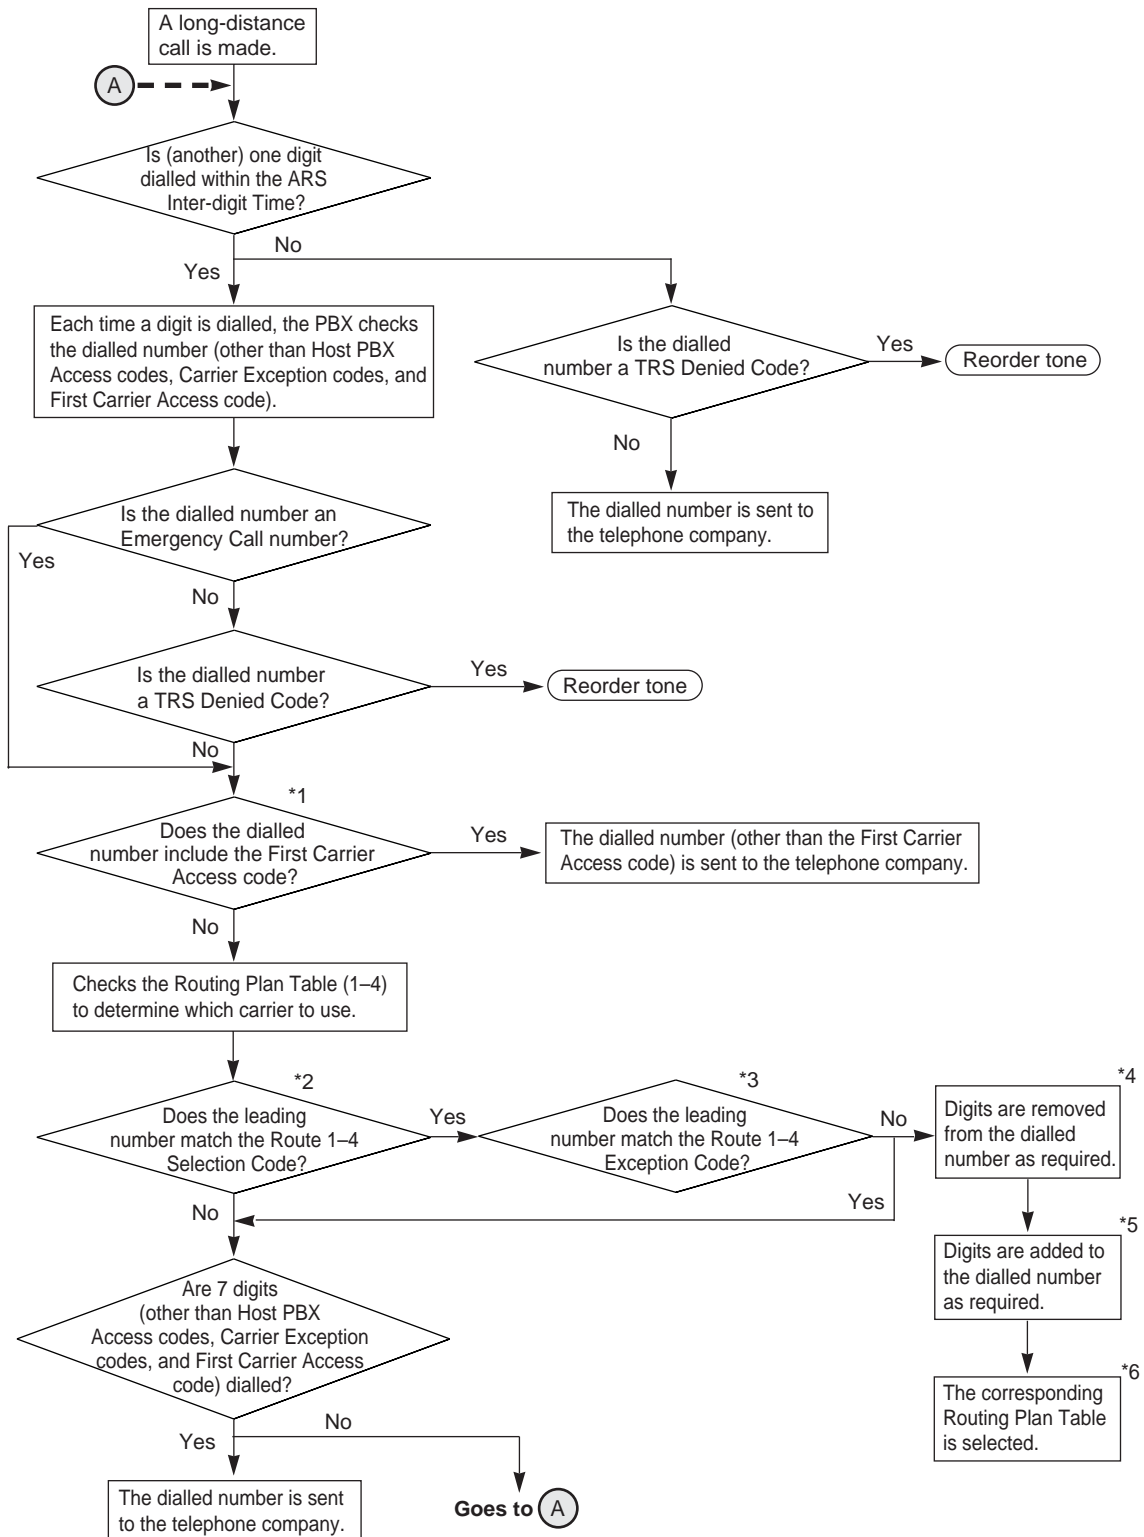 A long-distance
call is made.
A
Is (another) one digit
dialled within the ARS
Inter-digit Time?
No
Yes
Each time a digit is dialled, the PBX checks
the dialled number (other than Host PBX
Access codes, Carrier Exception codes, and
First Carrier Access code).
Is the dialled
number a TRS Denied Code?
Yes
Reorder tone
No
The dialled number is sent to
the telephone company.
Is the dialled number an
Emergency Call number?
Yes
No
Is the dialled number
a TRS Denied Code?
Yes
Reorder tone
No
*1
Does the dialled
number include the First Carrier
Access code?
Yes
The dialled number (other than the First Carrier
Access code) is sent to the telephone company.
No
Checks the Routing Plan Table (1–4)
to determine which carrier to use.
*2
Does the leading
number match the Route 1–4
Selection Code?
Yes
*3
Does the leading
number match the Route 1–4
Exception Code?
No
*4
Digits are removed
from the dialled
number as required.
Yes
No
*5
Digits are added to
the dialled number
as required.
Are 7 digits
(other than Host PBX
Access codes, Carrier Exception
codes, and First Carrier Access
code) dialled?
*6
The corresponding
Routing Plan Table
is selected.
No
Yes
The dialled number is sent
to the telephone company.
Goes to A